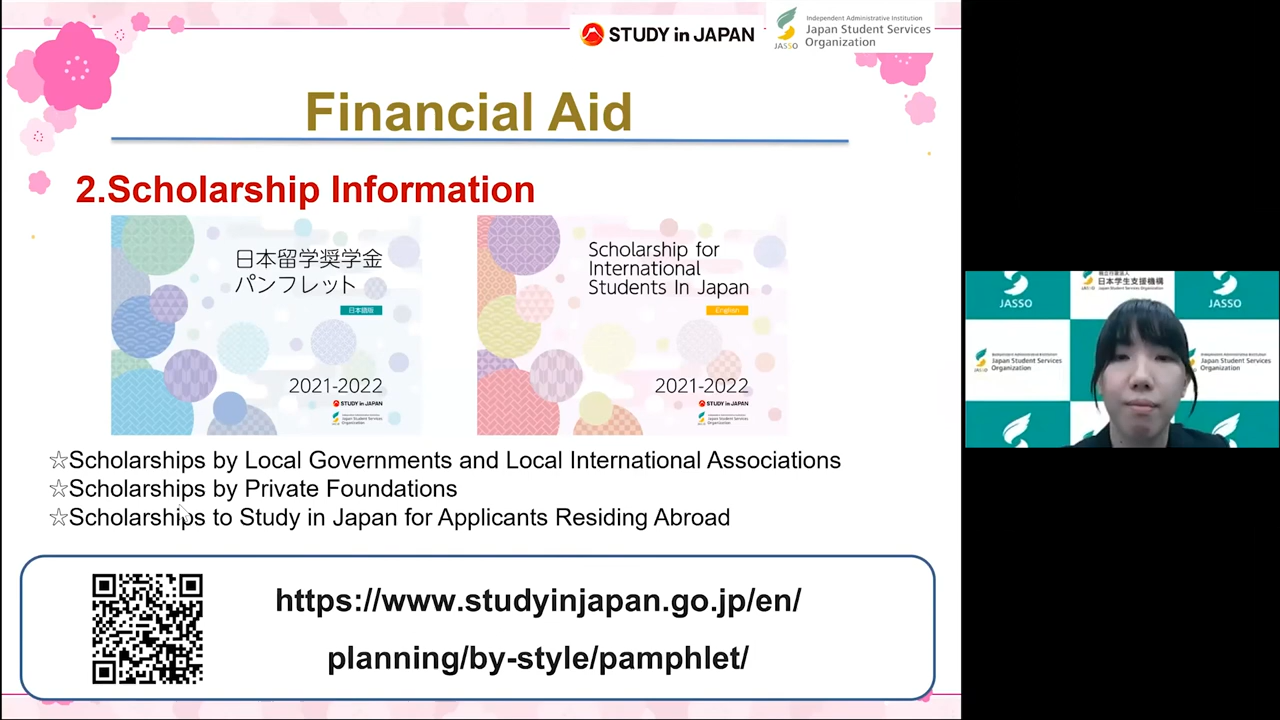 STUDY in JAPAN
Independent Administrative Institution
Japan Student Services
Organization
JASSO
Financial Aid
2.Scholarship Information
日本留学奨学金
パンフレット
日本語版
2021-2022
STUDY in JAPAN
Scholarship for
International
Students In Japan
English
2021-2022
STUDY in JAPAN
☆Scholarships by Local Governments and Local International Associations
☆Scholarships by Private Foundations
☆Scholarships to Study in Japan for Applicants Residing Abroad
https://www.studyinjapan.go.jp/en/
planning/by-style/pamphlet/
JASSO
独立行政法人
日本学生支援機構
Japan Student Services Organization
JASSO
Independent Administrative Institution
Japan Student Services
Organization
Independent Administrative Institution
Japan Student Services
Organization